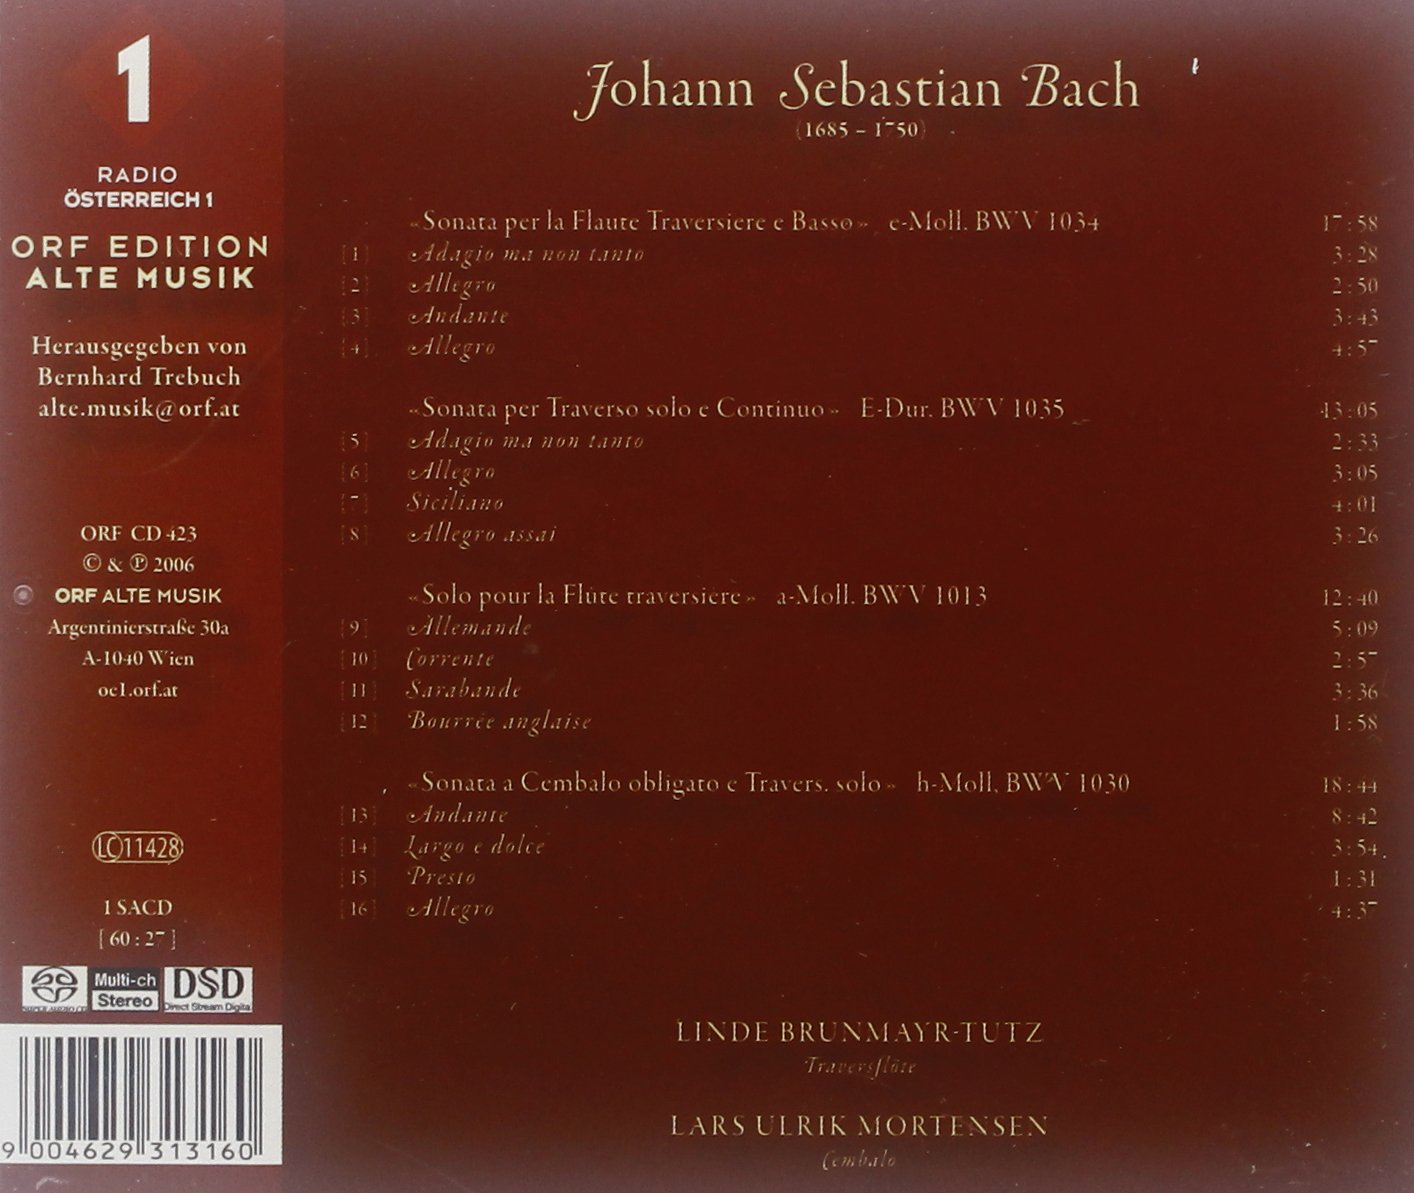 1
RADIO
ÖSTERREICH 1
ORF EDITION
ALTE MUSIK
Herausgegeben von
Bernhard Trebuch
alte.musik@orf.at
ORF CD 423
© & ℗ 2006
ORF ALTE MUSIK
Argentinierstraße 30a
A-1040 Wien
oe1.orf.at
LC 11428
1 SACD
[ 60 : 27 ]
SUPER AUDIO CD
Multi-ch
Stereo
DSD
Direct Stream Digital
9 004629 313160
Johann Sebastian Bach
(1685 – 1750)
«Sonata per la Flaute Traversiere e Basso» e-Moll, BWV 1034 17 : 58
[1] Adagio ma non tanto 3 : 28
[2] Allegro 2 : 50
[3] Andante 3 : 43
[4] Allegro 4 : 57
«Sonata per Traverso solo e Continuo» E-Dur, BWV 1035 13 : 05
[5] Adagio ma non tanto 2 : 33
[6] Allegro 3 : 05
[7] Siciliano 4 : 01
[8] Allegro assai 3 : 26
«Solo pour la Flûte traversière» a-Moll, BWV 1013 12 : 40
[9] Allemande 5 : 09
[10] Corrente 2 : 57
[11] Sarabande 3 : 36
[12] Bourrée anglaise 1 : 58
«Sonata a Cembalo obligato e Travers. solo» h-Moll, BWV 1030 18 : 44
[13] Andante 8 : 42
[14] Largo e dolce 3 : 54
[15] Presto 1 : 31
[16] Allegro 4 : 37
LINDE BRUNMAYR-TUTZ
Traversflöte
LARS ULRIK MORTENSEN
Cembalo